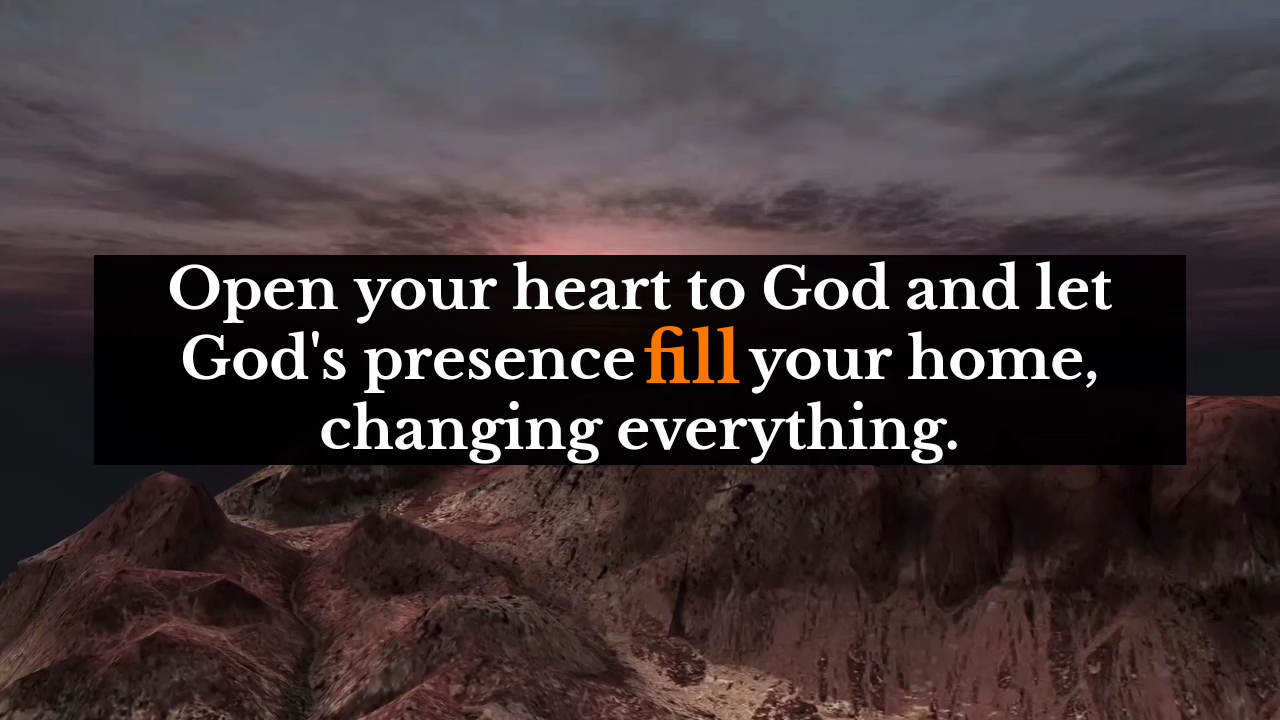 Open your heart to God and let
God's presence fill your home,
changing everything.